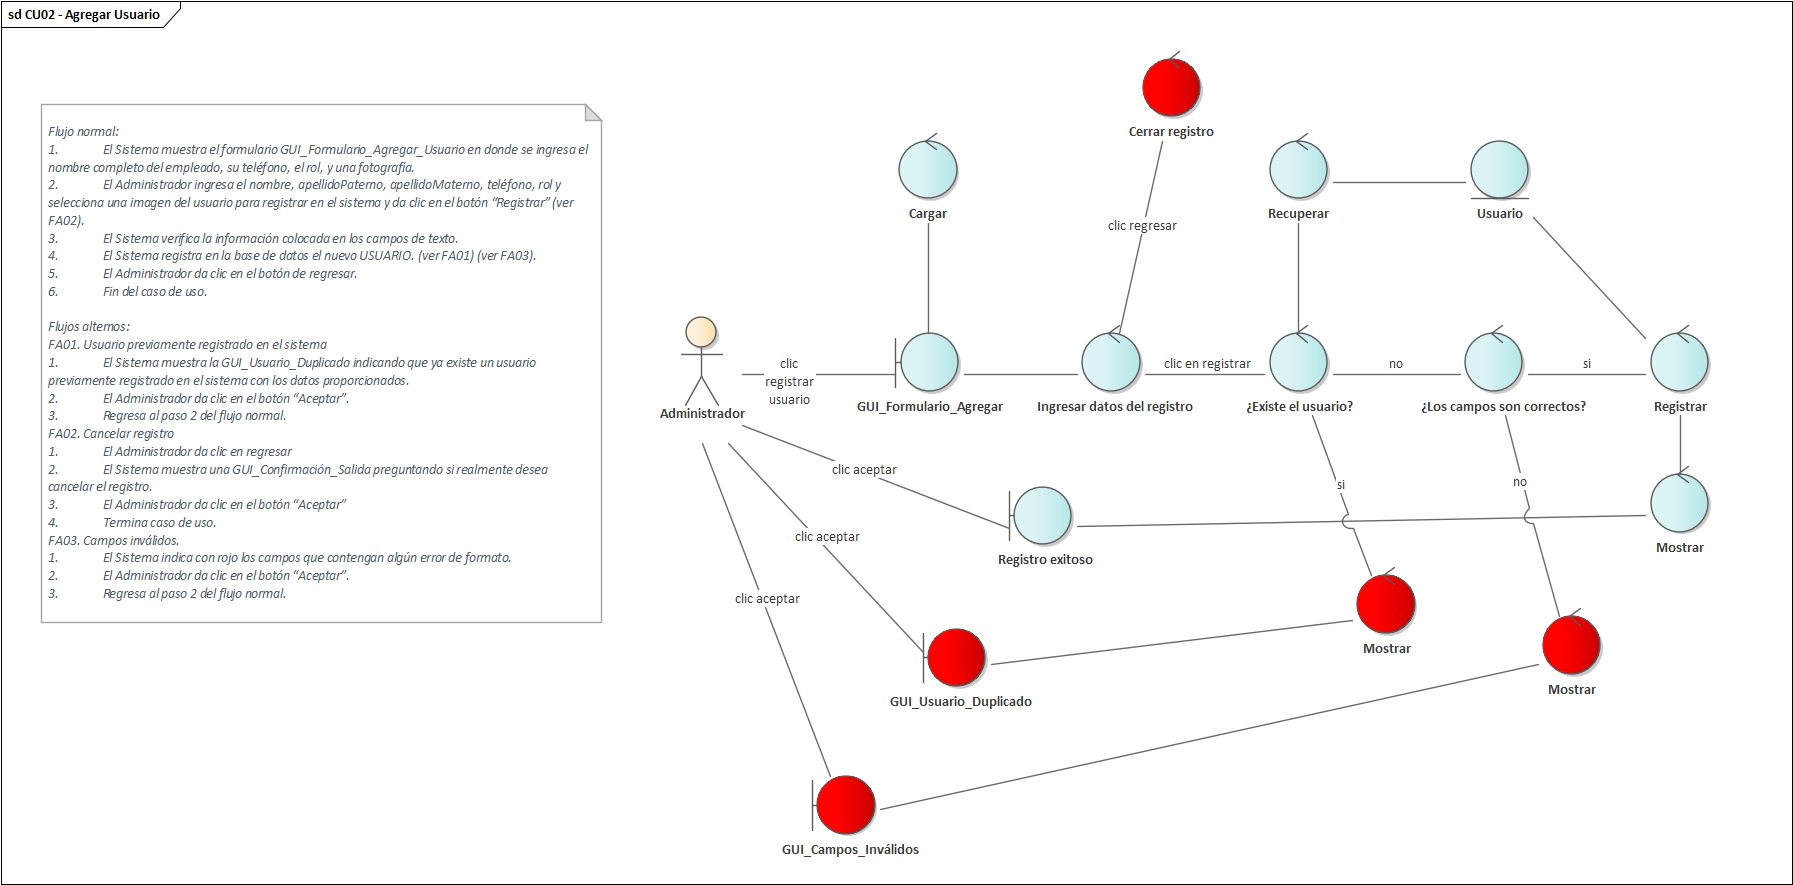 sd CU02 - Agregar Usuario
Flujo normal:
1. El Sistema muestra el formulario GUI_Formulario_Agregar_Usuario en donde se ingresa el
nombre completo del empleado, su teléfono, el rol, y una fotografía.
2. El Administrador ingresa el nombre, apellidoPaterno, apellidoMaterno, teléfono, rol y
selecciona una imagen del usuario para registrar en el sistema y da clic en el botón “Registrar” (ver
FA02).
3. El Sistema verifica la información colocada en los campos de texto.
4. El Sistema registra en la base de datos el nuevo USUARIO. (ver FA01) (ver FA03).
5. El Administrador da clic en el botón de regresar.
6. Fin del caso de uso.
Flujos alternos:
FA01. Usuario previamente registrado en el sistema
1. El Sistema muestra la GUI_Usuario_Duplicado indicando que ya existe un usuario
previamente registrado en el sistema con los datos proporcionados.
2. El Administrador da clic en el botón “Aceptar”.
3. Regresa al paso 2 del flujo normal.
FA02. Cancelar registro
1. El Administrador da clic en regresar
2. El Sistema muestra una GUI_Confirmación_Salida preguntando si realmente desea
cancelar el registro.
3. El Administrador da clic en el botón “Aceptar”
4. Termina caso de uso.
FA03. Campos inválidos.
1. El Sistema indica con rojo los campos que contengan algún error de formato.
2. El Administrador da clic en el botón “Aceptar”.
3. Regresa al paso 2 del flujo normal.
Cerrar registro
Cargar
Recuperar
Usuario
clic regresar
clic
registrar
usuario
clic en registrar
no
si
Administrador
GUI_Formulario_Agregar
Ingresar datos del registro
¿Existe el usuario?
¿Los campos son correctos?
Registrar
clic aceptar
si
no
clic aceptar
Registro exitoso
Mostrar
clic aceptar
Mostrar
Mostrar
GUI_Usuario_Duplicado
GUI_Campos_Inválidos